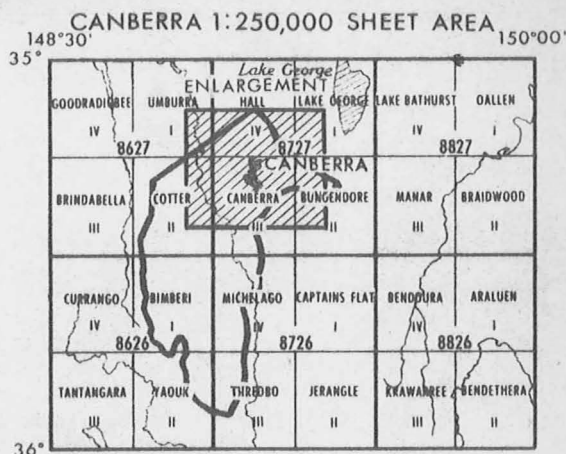 CANBERRA 1:250,000 SHEET AREA
148°30' 150°00'
35°
Lake George
ENLARGEMENT
GOODRADIGBEE UMBURRA HALL LAKE GEORGE LAKE BATHURST OALLEN
IV I IV I IV I
8627 8727 8827
CANBERRA
BRINDABELLA COTTER CANBERRA BUNGENDORE MANAR BRAIDWOOD
III II III II III II
CURRANGO BIMBERI MICHELAGO CAPTAINS FLAT BENDOURA ARALUEN
IV I IV I IV I
8626 8726 8826
TANTANGARA YAOUK THREDBO JERANGLE KRAWARREE BENDETHERA
III II III II III II
36°